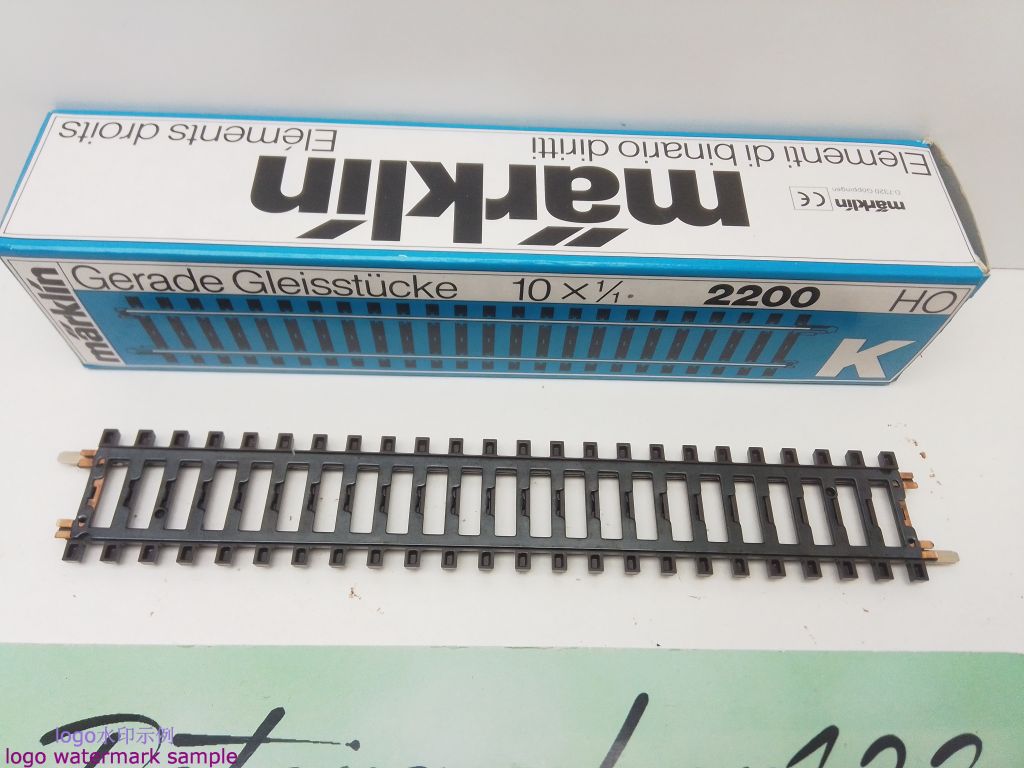 Eléments droits
Elementi di binario diritti
märklin
CE
märklin
D-7320 Göppingen
märklin
Gerade Gleisstücke 10 x 1/1. 2200 HO
K
logo水印示例
logo watermark sample